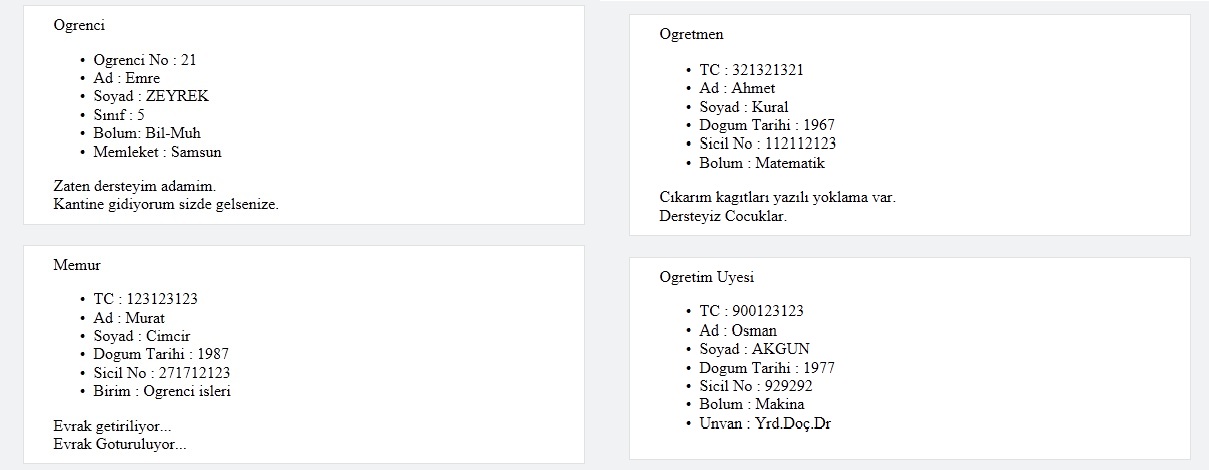 Ogrenci
• Ogrenci No : 21
• Ad : Emre
• Soyad : ZEYREK
• Sınıf : 5
• Bolum: Bil-Muh
• Memleket : Samsun
Zaten dersteyim adamim.
Kantine gidiyorum sizde gelsenize.
Memur
• TC : 123123123
• Ad : Murat
• Soyad : Cimcir
• Dogum Tarihi : 1987
• Sicil No : 271712123
• Birim : Ogrenci isleri
Evrak getiriliyor...
Evrak Goturuluyor...
Ogretmen
• TC : 321321321
• Ad : Ahmet
• Soyad : Kural
• Dogum Tarihi : 1967
• Sicil No : 112112123
• Bolum : Matematik
Cıkarım kagıtları yazılı yoklama var.
Dersteyiz Cocuklar.
Ogretim Uyesi
• TC : 900123123
• Ad : Osman
• Soyad : AKGUN
• Dogum Tarihi : 1977
• Sicil No : 929292
• Bolum : Makina
• Unvan : Yrd.Doç.Dr